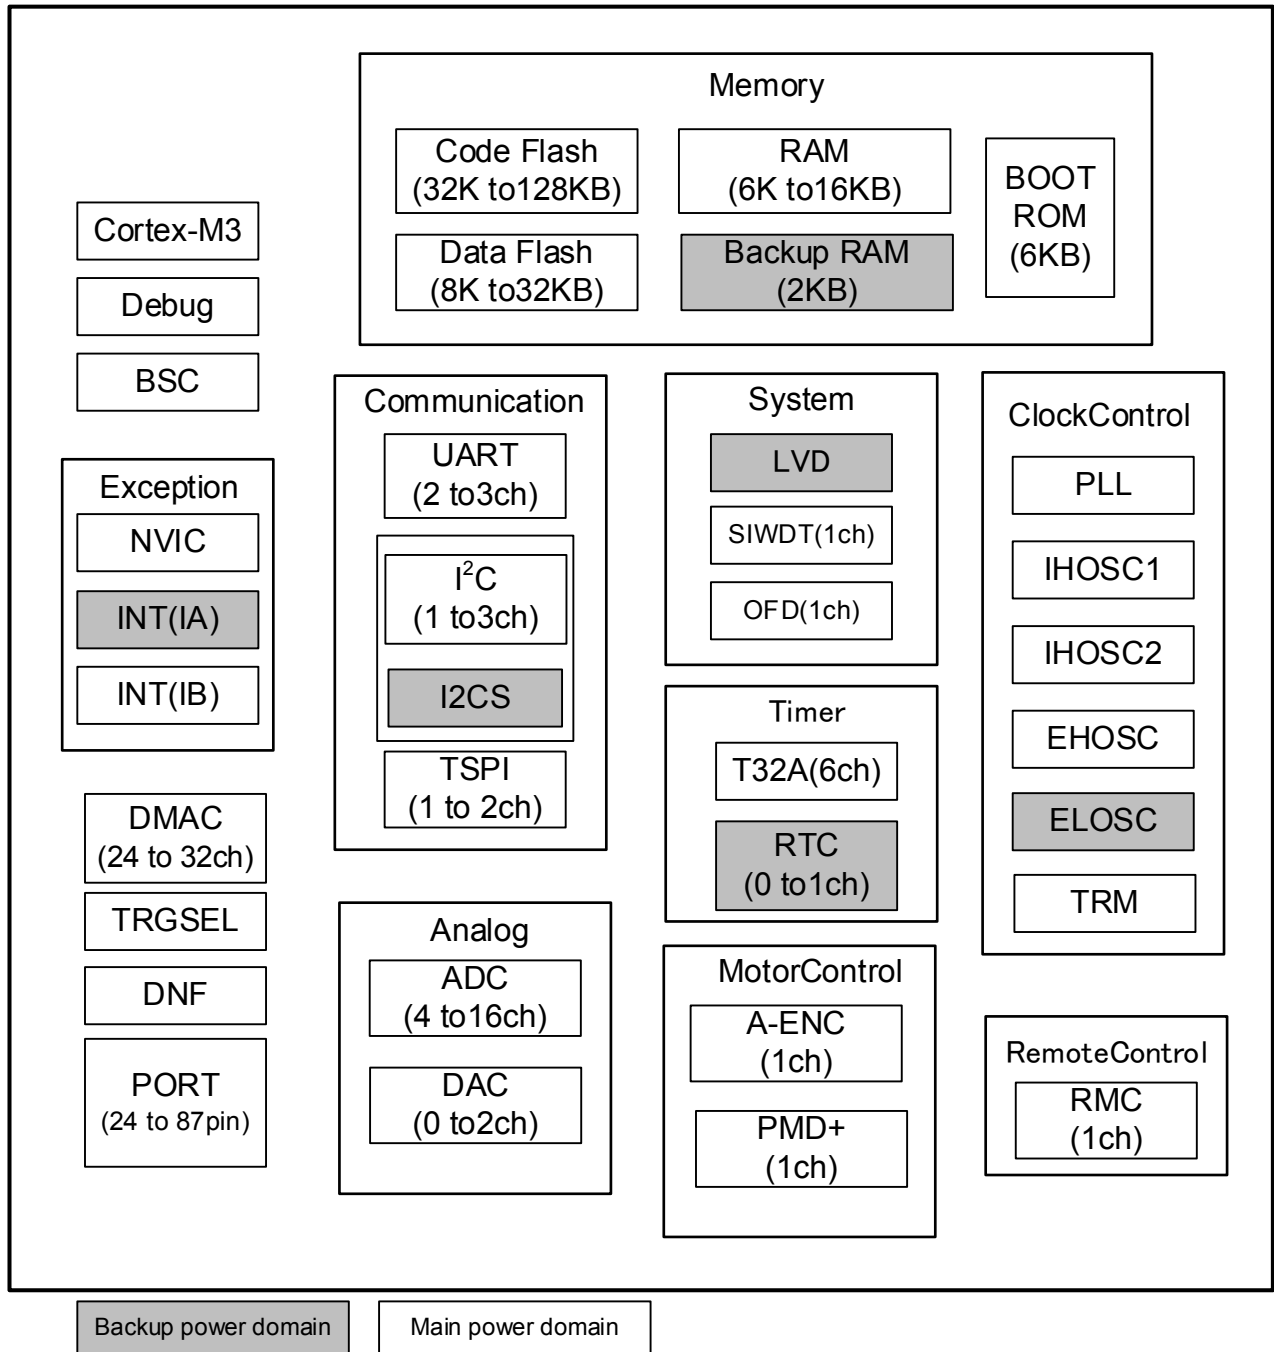 Memory
Code Flash
(32K to128KB)
RAM
(6K to16KB)
BOOT
ROM
(6KB)
Data Flash
(8K to32KB)
Backup RAM
(2KB)
Cortex-M3
Debug
BSC
Exception
NVIC
INT(IA)
INT(IB)
DMAC
(24 to 32ch)
TRGSEL
DNF
PORT
(24 to 87pin)
Communication
UART
(2 to3ch)
I²C
(1 to3ch)
I2CS
TSPI
(1 to 2ch)
Analog
ADC
(4 to16ch)
DAC
(0 to2ch)
System
LVD
SIWDT(1ch)
OFD(1ch)
Timer
T32A(6ch)
RTC
(0 to1ch)
MotorControl
A-ENC
(1ch)
PMD+
(1ch)
ClockControl
PLL
IHOSC1
IHOSC2
EHOSC
ELOSC
TRM
RemoteControl
RMC
(1ch)
Backup power domain
Main power domain